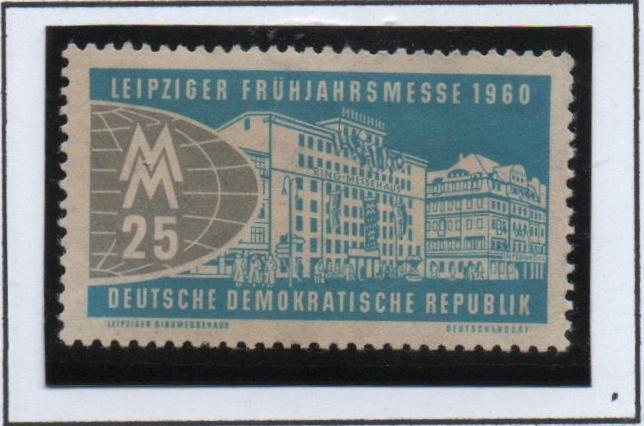 LEIPZIGER FRÜHJAHRSMESSE 1960
MM
25
RING-MESSEHAUS
DEUTSCHE DEMOKRATISCHE REPUBLIK
LEIPZIGER RINGMESSEHAUS
DEUTSCHENDORF